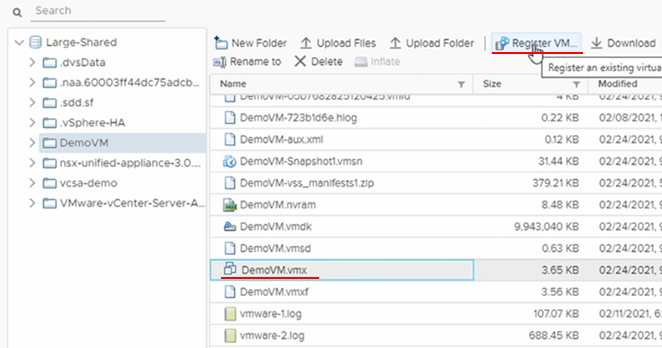 Search
Large-Shared
.dvsData
.naa.60003ff44dc75adcb...
.sdd.sf
.vSphere-HA
DemoVM
nsx-unified-appliance-3.0....
vcsa-demo
VMware-vCenter-Server-A...
New Folder Upload Files Upload Folder Register VM... Download
Rename to Delete Inflate
Register an existing virtua
Name Size Modified
4 KB 02/24/2021, 9
DemoVM-723b1d6e.hlog 0.22 KB 02/08/2021,
DemoVM-aux.xml 0.12 KB 02/24/2021, 9
DemoVM-Snapshot1.vmsn 31.44 KB 02/24/2021, 9
DemoVM-vss_manifests1.zip 379.21 KB 02/24/2021, 9
DemoVM.nvram 8.48 KB 02/24/2021, 9
DemoVM.vmdk 9,943,040 KB 02/24/2021, 9
DemoVM.vmsd 0.63 KB 02/24/2021, 9
DemoVM.vmx 3.65 KB 02/24/2021, 9
DemoVM.vmxf 3.56 KB 02/24/2021, 9
vmware-1.log 107.07 KB 02/11/2021, 6:
vmware-2.log 688.45 KB 02/24/2021, 9